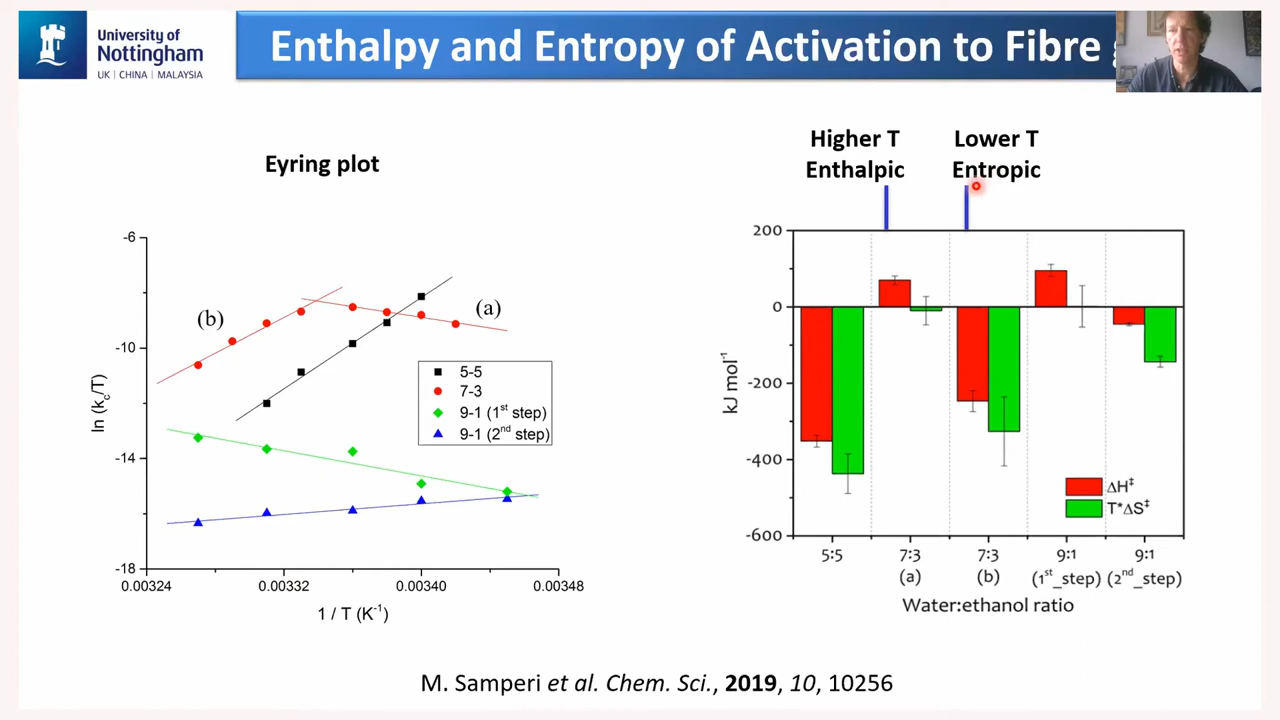 University of
Nottingham
UK | CHINA | MALAYSIA
Enthalpy and Entropy of Activation to Fibre
Eyring plot
-6
-10
-14
-18
ln (kc/T)
(b)
(a)
5-5
7-3
9-1 (1st step)
9-1 (2nd step)
0.00324
0.00332
0.00340
0.00348
1 / T (K-1)
Higher T
Enthalpic
Lower T
Entropic
200
0
-200
-400
-600
kJ mol-1
ΔH‡
T*ΔS‡
5:5
7:3
7:3
9:1
9:1
(a)
(b)
(1st_step)
(2nd_step)
Water:ethanol ratio
M. Samperi et al. Chem. Sci., 2019, 10, 10256